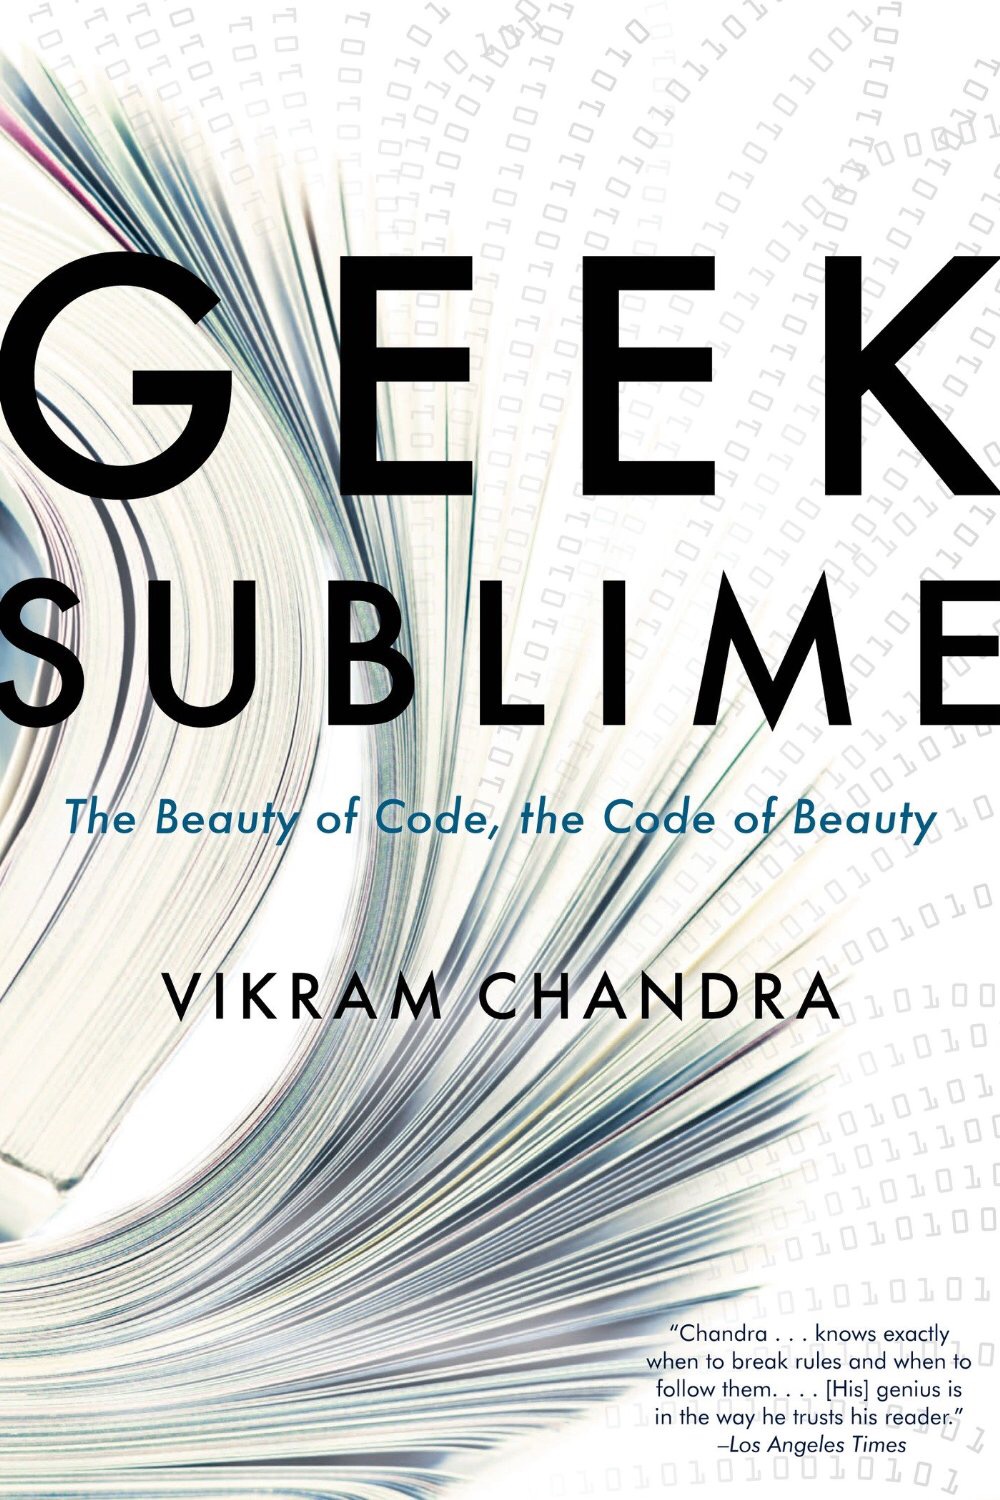 GEEK
SUBLIME
The Beauty of Code, the Code of Beauty
VIKRAM CHANDRA
“Chandra . . . knows exactly
when to break rules and when to
follow them. . . . [His] genius is
in the way he trusts his reader.”
–Los Angeles Times